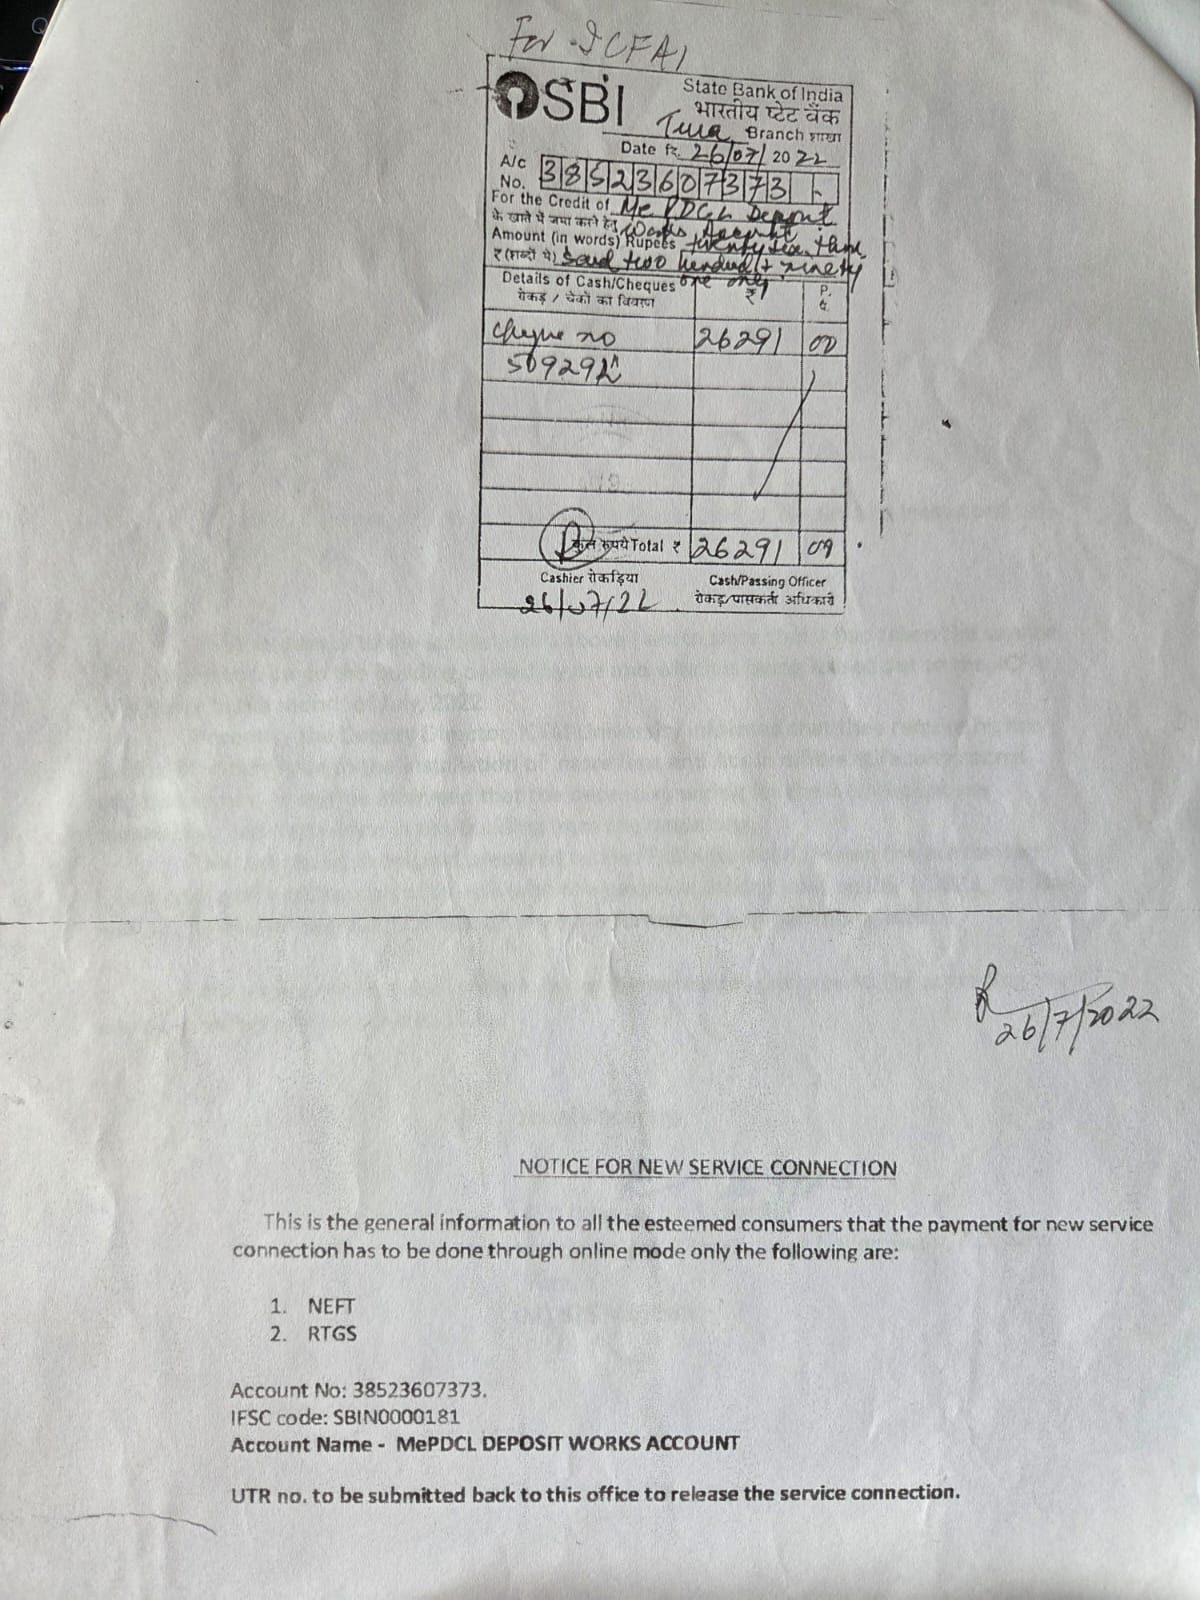 For ICFAI
SBI
State Bank of India
भारतीय स्टेट बैंक
Tura Branch शाखा
Date दि. 26/07/2022
A/c No. 38523607373
For the Credit of MePDCL Deposit
के खाते में जमा करने हेतु Works Account
Amount (in words) Rupees twenty six thou
₹ (शब्दों में) sand two hundred + ninety
one only
Details of Cash/Cheques ₹ P.
रोकड़ / चेकों का विवरण पै.
Cheque no 26291 00
कुल रुपये Total ₹ 26291 00
Cashier रोकड़िया Cash/Passing Officer
26/07/22 रोकड़/पासकर्ता अधिकारी
26/7/2022
NOTICE FOR NEW SERVICE CONNECTION
This is the general information to all the esteemed consumers that the payment for new service
connection has to be done through online mode only the following are:
1. NEFT
2. RTGS
Account No: 38523607373.
IFSC code: SBIN0000181
Account Name - MePDCL DEPOSIT WORKS ACCOUNT
UTR no. to be submitted back to this office to release the service connection.